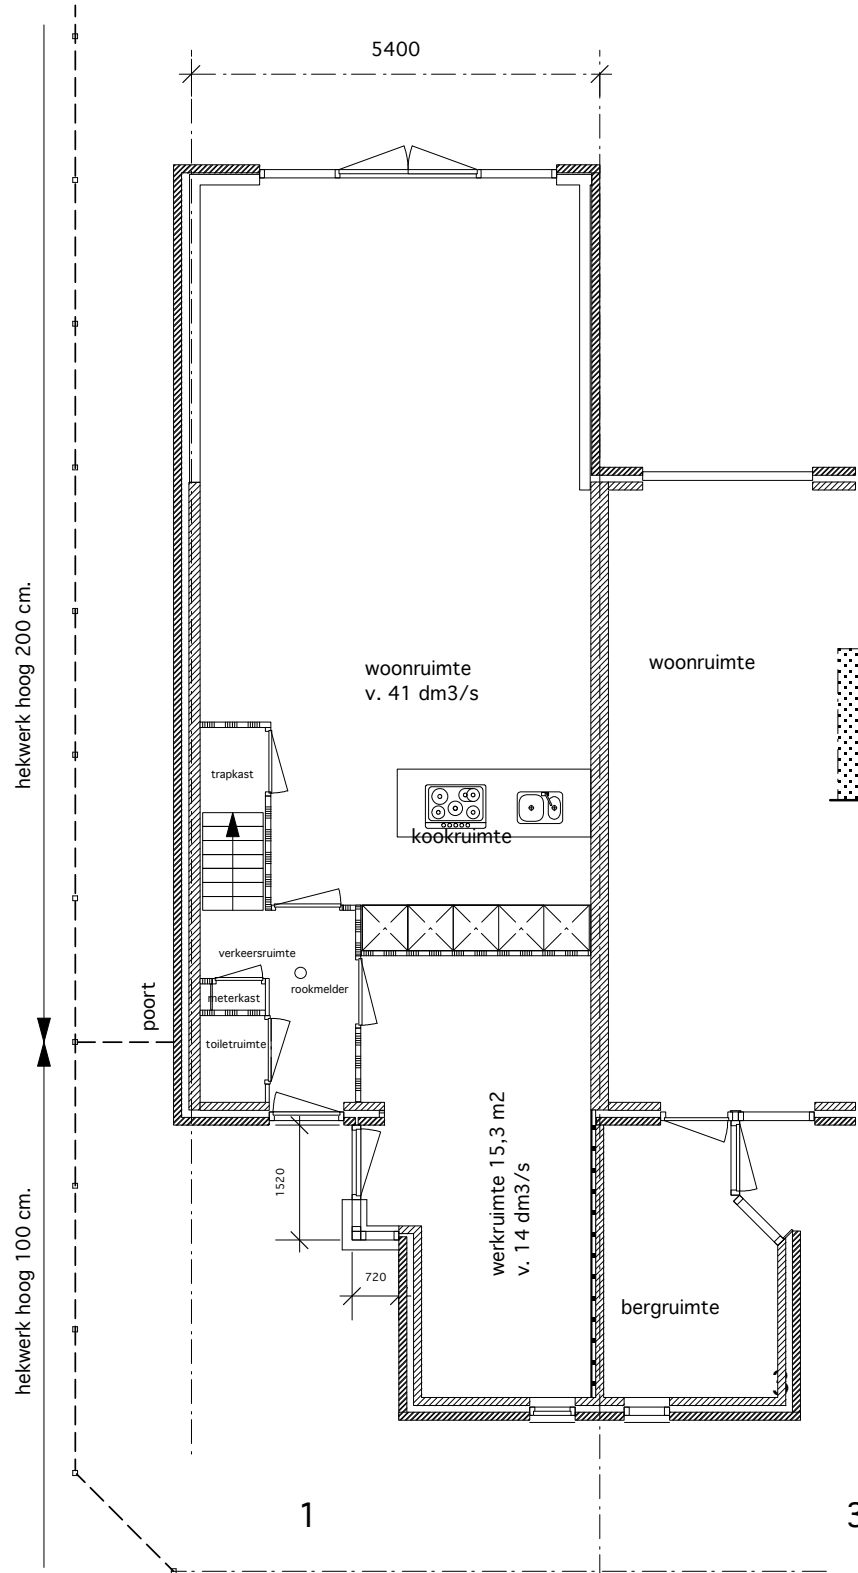 5400
hekwerk hoog 200 cm.
woonruimte
v. 41 dm3/s
woonruimte
trapkast
kookruimte
verkeersruimte
rookmelder
meterkast
poort
toiletruimte
werkruimte 15,3 m2
v. 14 dm3/s
1520
720
hekwerk hoog 100 cm.
bergruimte
1
3